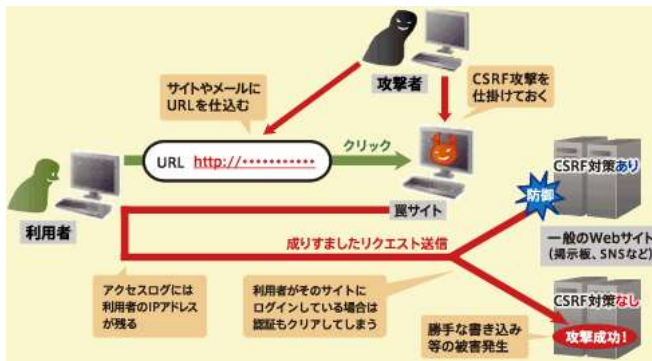 攻撃者
サイトやメールに
URLを仕込む
CSRF攻撃を
仕掛けておく
URL http://・・・・・・・・・・・
クリック
利用者
罠サイト
CSRF対策あり
防御
一般のWebサイト
(掲示板、SNSなど)
成りすましたリクエスト送信
アクセスログには
利用者のIPアドレス
が残る
利用者がそのサイトに
ログインしている場合は
認証もクリアしてしまう
CSRF対策なし
攻撃成功!
勝手な書き込み
等の被害発生